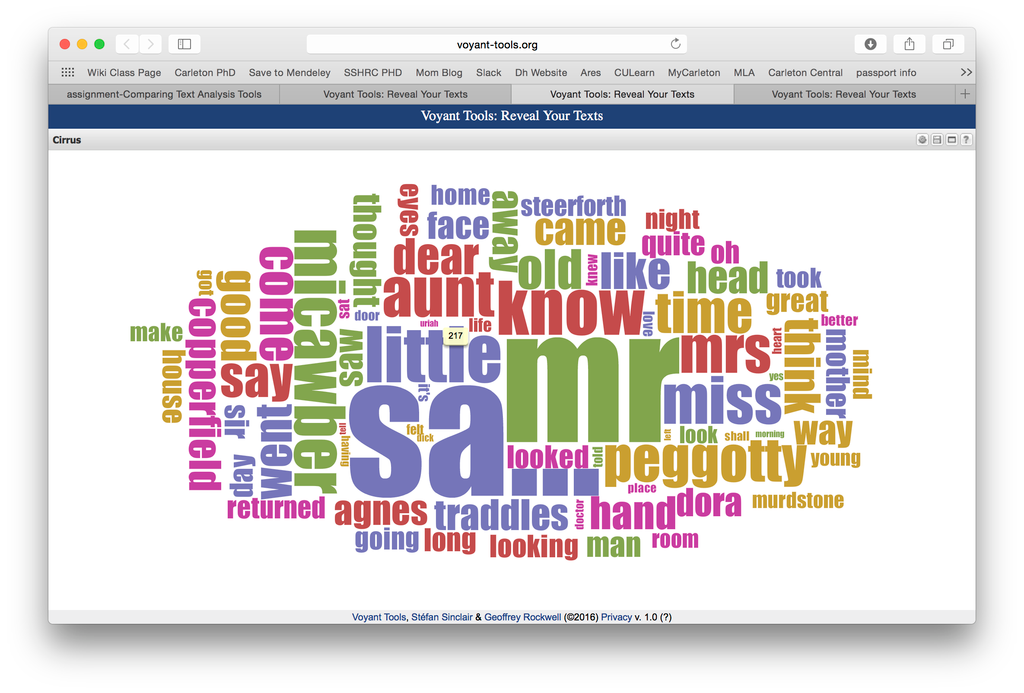 voyant-tools.org
Wiki Class Page Carleton PhD Save to Mendeley SSHRC PHD Mom Blog Slack Dh Website Ares CULearn MyCarleton MLA Carleton Central passport info >>
assignment-Comparing Text Analysis Tools Voyant Tools: Reveal Your Texts Voyant Tools: Reveal Your Texts Voyant Tools: Reveal Your Texts +
Voyant Tools: Reveal Your Texts
Cirrus ?
eyes home away steerforth night
thought face came quite oh
micawber come dear old knew like head took
got good copperfield sat door aunt know love time great
uriah life 217 better
make was little mr mrs heart think mother mind
house say it's miss yes
sir went tell having felt dick sa... left look shall morning way
day looked told peggotty young
place
returned agnes traddles doctor hand dora murdstone
going long looking man room
Voyant Tools, Stéfan Sinclair & Geoffrey Rockwell (©2016) Privacy v. 1.0 (?)